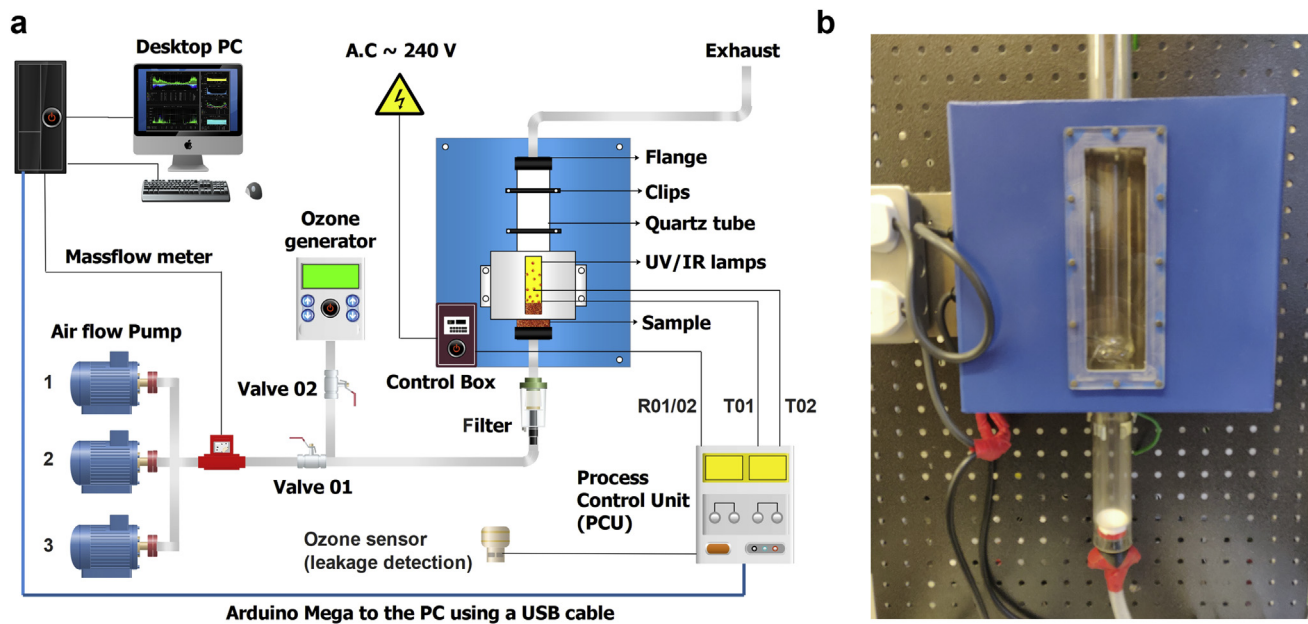 a
b
Desktop PC
A.C ~ 240 V
Exhaust
Flange
Clips
Ozone
generator
Quartz tube
Massflow meter
UV/IR lamps
Air flow Pump
Sample
1
Valve 02
Control Box
R01/02
T01
T02
Filter
2
Valve 01
Process
Control Unit
(PCU)
3
Ozone sensor
(leakage detection)
Arduino Mega to the PC using a USB cable